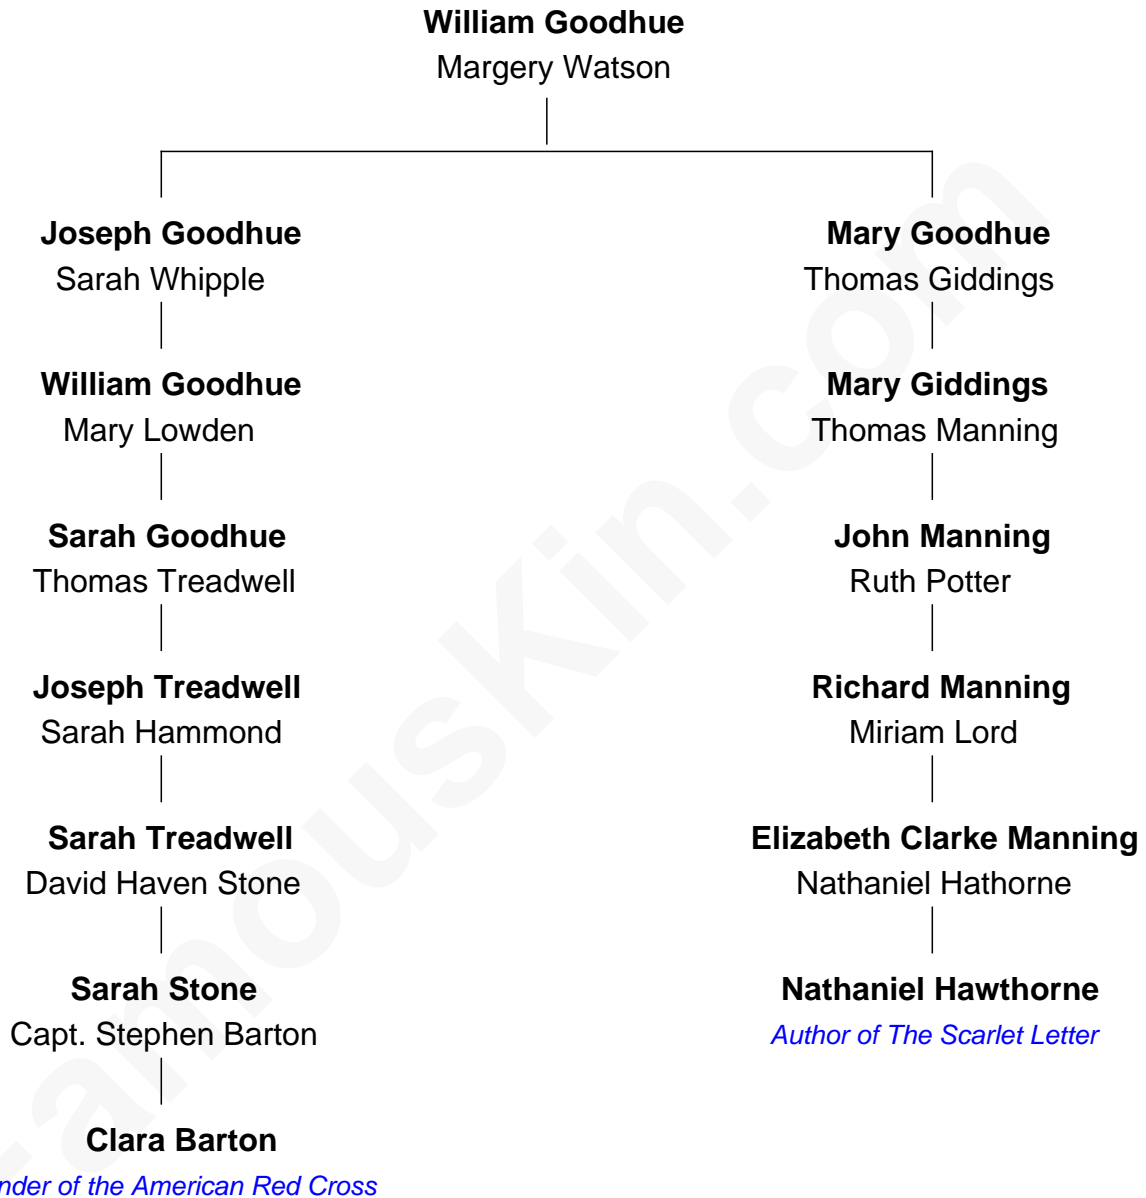 William Goodhue
Margery Watson
Joseph Goodhue
Sarah Whipple
Mary Goodhue
Thomas Giddings
William Goodhue
Mary Lowden
Mary Giddings
Thomas Manning
Sarah Goodhue
Thomas Treadwell
John Manning
Ruth Potter
Joseph Treadwell
Sarah Hammond
Richard Manning
Miriam Lord
Sarah Treadwell
David Haven Stone
Elizabeth Clarke Manning
Nathaniel Hathorne
Sarah Stone
Capt. Stephen Barton
Nathaniel Hawthorne
Author of The Scarlet Letter
Clara Barton
nder of the American Red Cross
amouskin.com